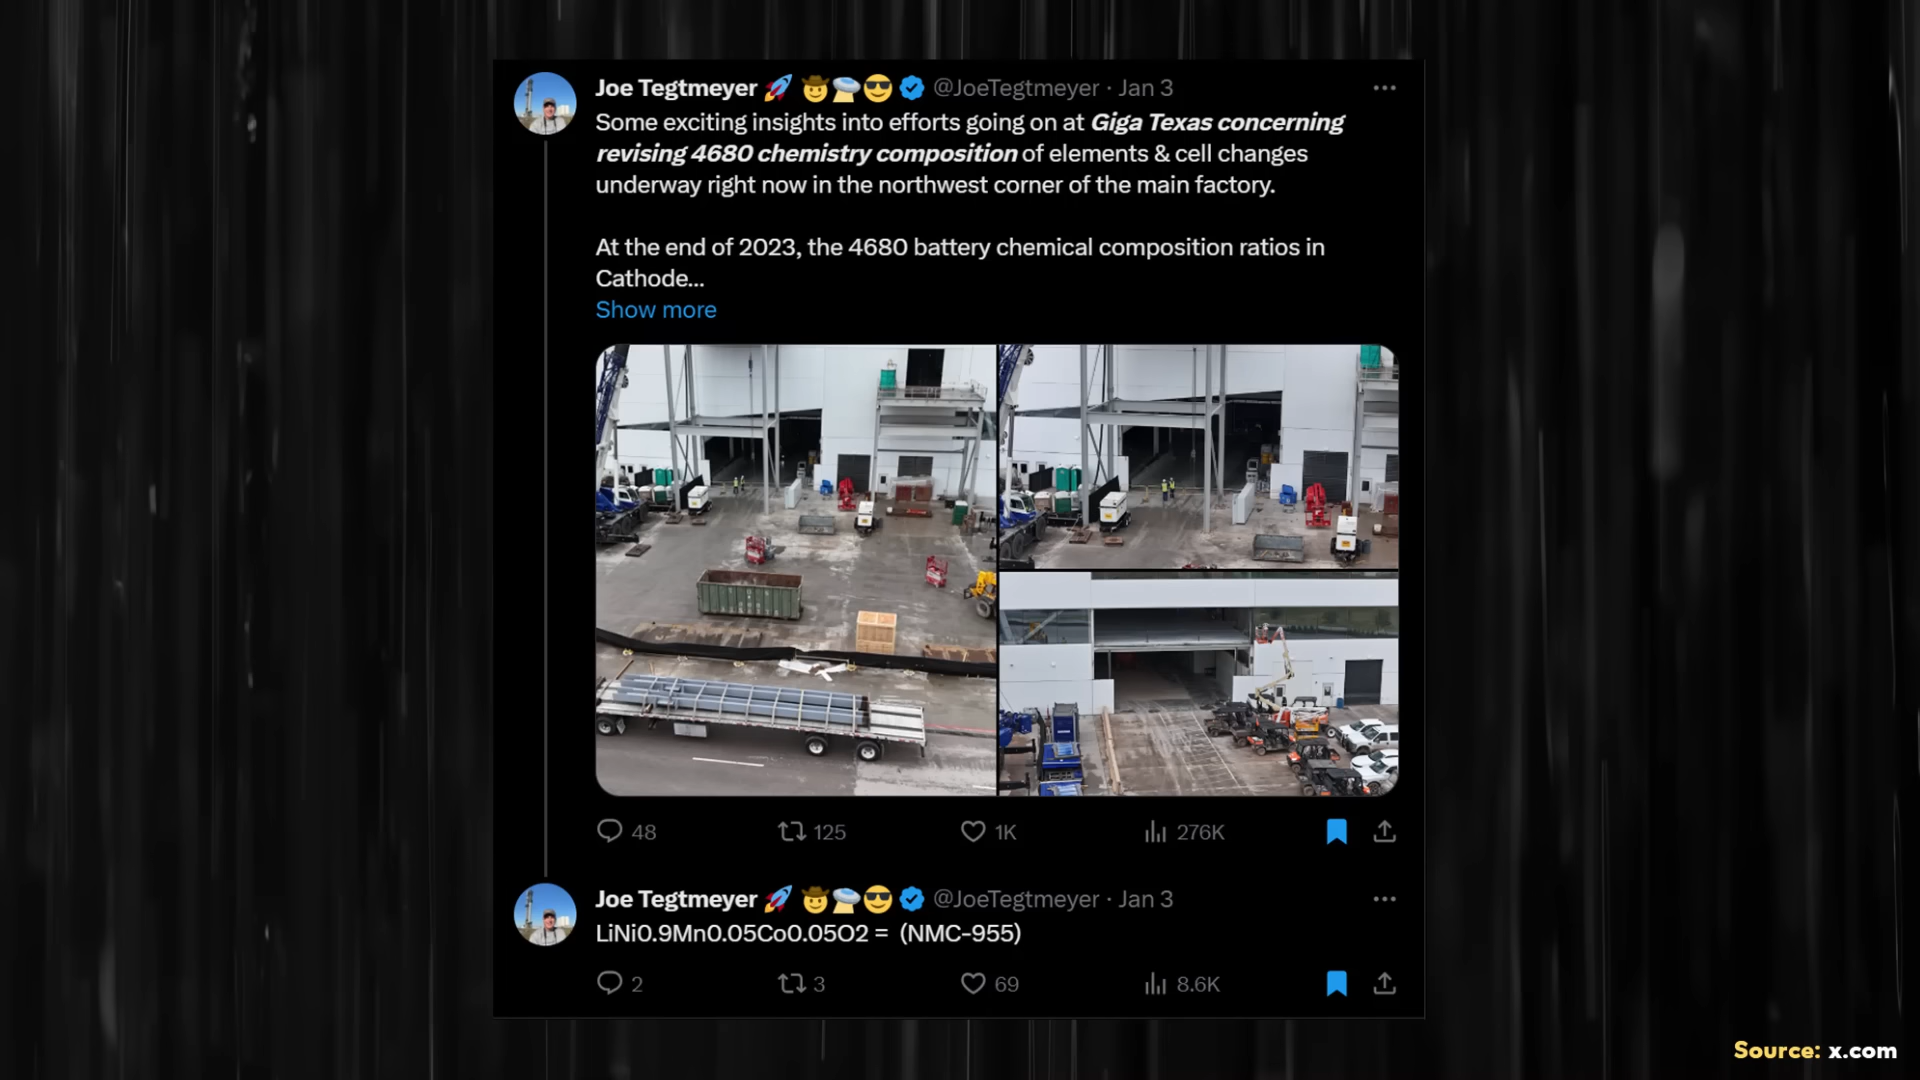 Joe Tegtmeyer 🚀 🤠🛸😎 @JoeTegtmeyer · Jan 3
Some exciting insights into efforts going on at Giga Texas concerning
revising 4680 chemistry composition of elements & cell changes
underway right now in the northwest corner of the main factory.
At the end of 2023, the 4680 battery chemical composition ratios in
Cathode...
Show more
48 125 1K 276K
Joe Tegtmeyer 🚀 🤠🛸😎 @JoeTegtmeyer · Jan 3
LiNi0.9Mn0.05Co0.05O2 = (NMC-955)
2 3 69 8.6K
Source: x.com